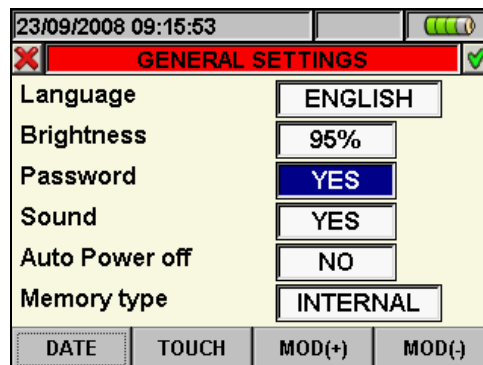 23/09/2008 09:15:53
GENERAL SETTINGS
Language ENGLISH
Brightness 95%
Password YES
Sound YES
Auto Power off NO
Memory type INTERNAL
DATE TOUCH MOD(+) MOD(-)